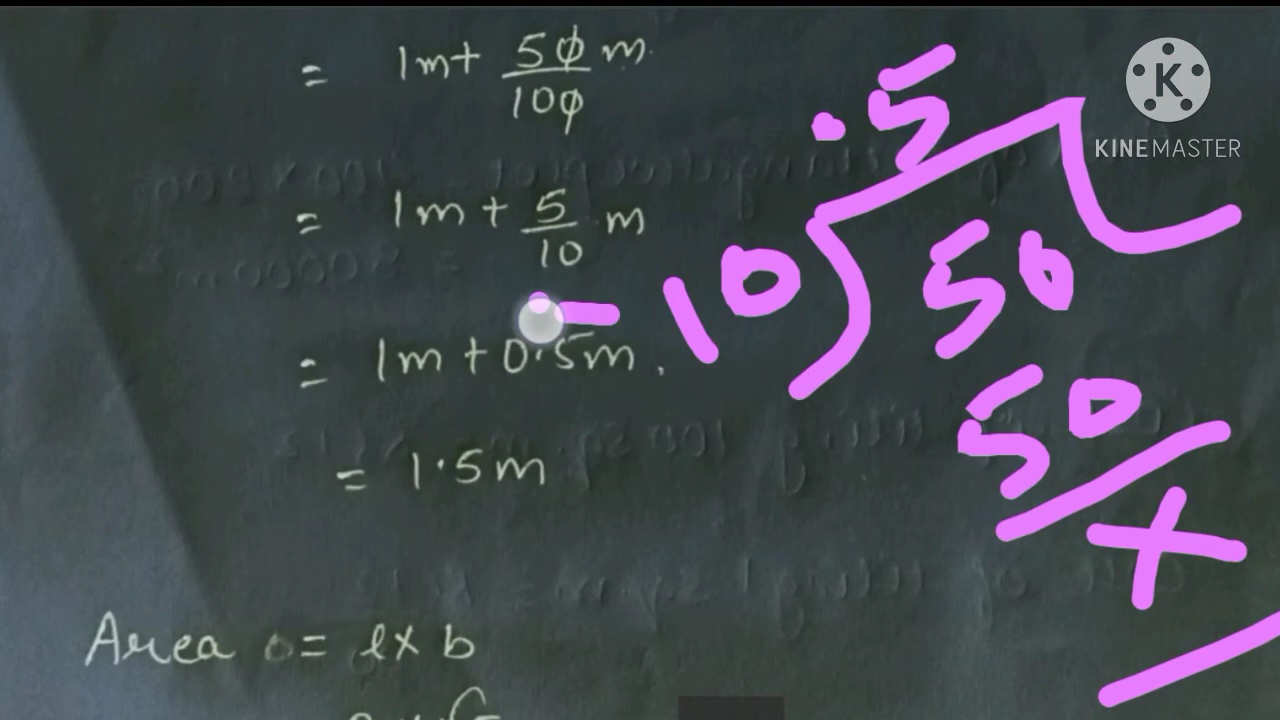 = 1m + 50/100 m.
= 1m + 5/10 m
= 1m + 0.5m.
= 1.5m
Area = l x b
.5
10) 50
50
x
K
KINEMASTER